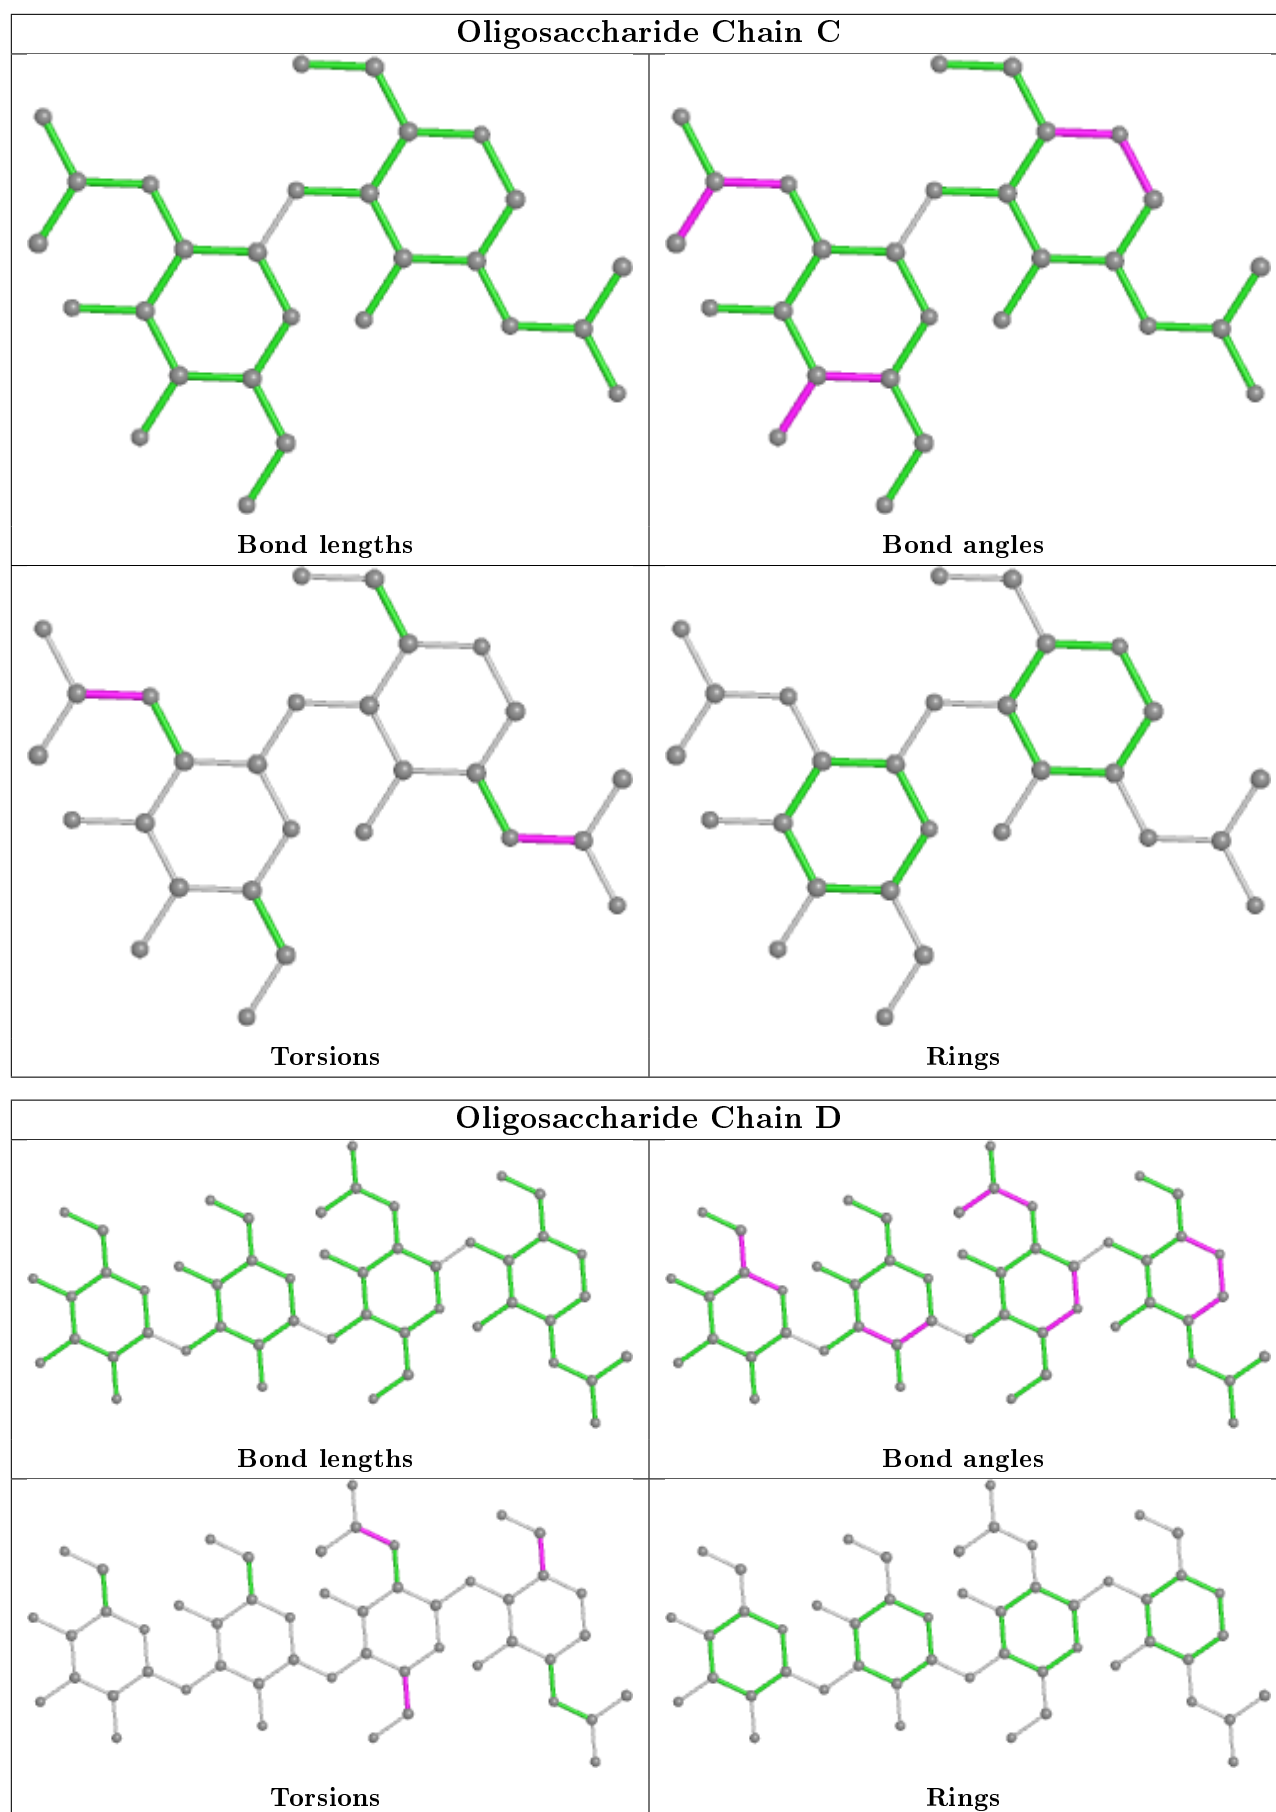 Oligosaccharide Chain C
Bond lengths
Bond angles
Torsions
Rings
Oligosaccharide Chain D
Bond lengths
Bond angles
Torsions
Rings